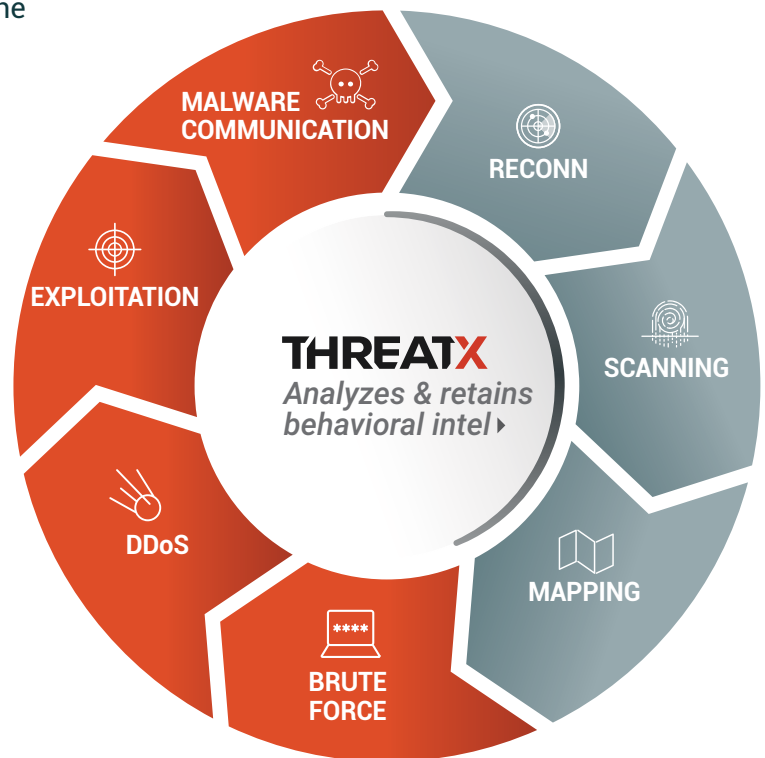 ne
MALWARE
COMMUNICATION
RECONN
SCANNING
MAPPING
BRUTE
FORCE
****
DDoS
EXPLOITATION
THREATX
Analyzes & retains
behavioral intel